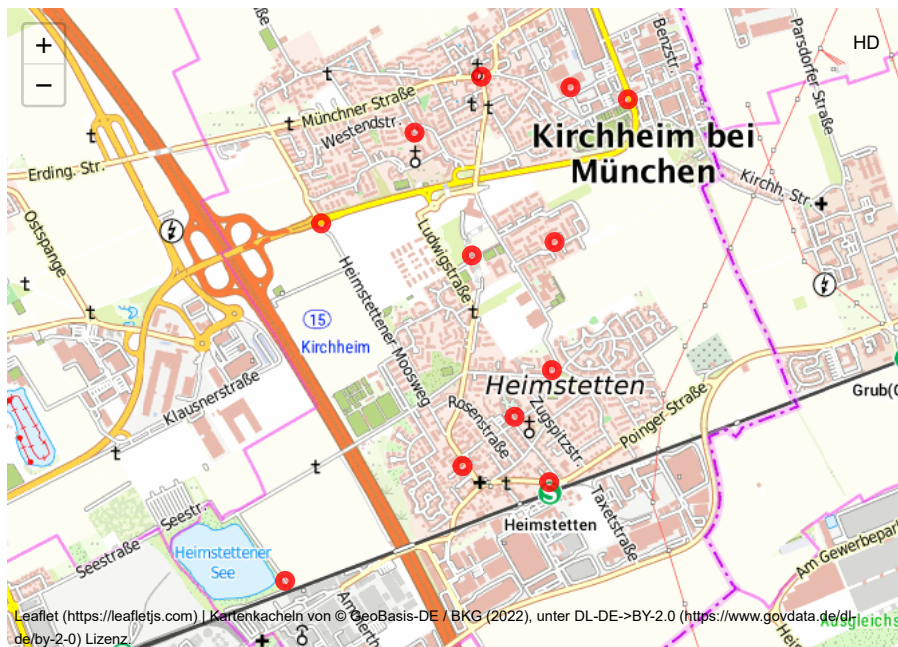 +
−
HD
Benzstr.
Parsdorfer Straße
Münchner Straße
Westendstr.
Kirchheim bei
München
Erding. Str.
Kirchh. Str.
Ostspange
Ludwigstraße
Heimstettener Moosweg
15
Kirchheim
Heimstetten
Grub(O
Klausnerstraße
Rosenstraße
Zugspitzstr.
Poinger Straße
S
Heimstetten
Taxetstraße
Seestr.
Seestraße
Heimstettener
See
Am Gewerbepark
Leaflet (https://leafletjs.com) | Kartenkacheln von © GeoBasis-DE / BKG (2022), unter DL-DE->BY-2.0 (https://www.govdata.de/dl-
de/by-2-0) Lizenz.